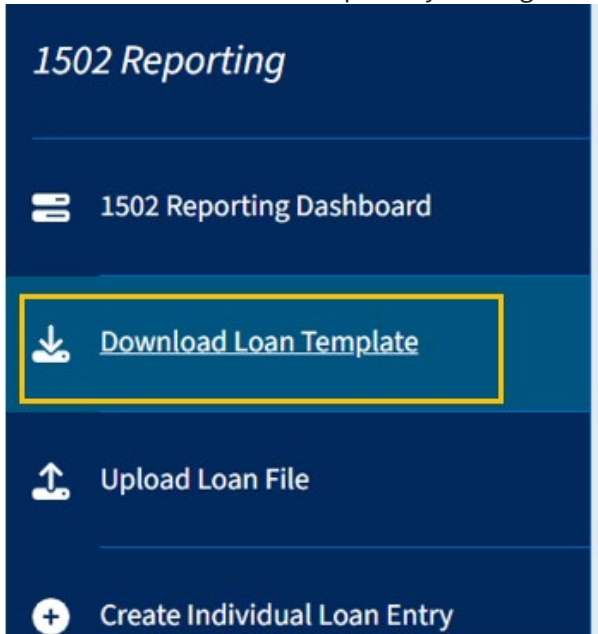 1502 Reporting
1502 Reporting Dashboard
Download Loan Template
Upload Loan File
Create Individual Loan Entry